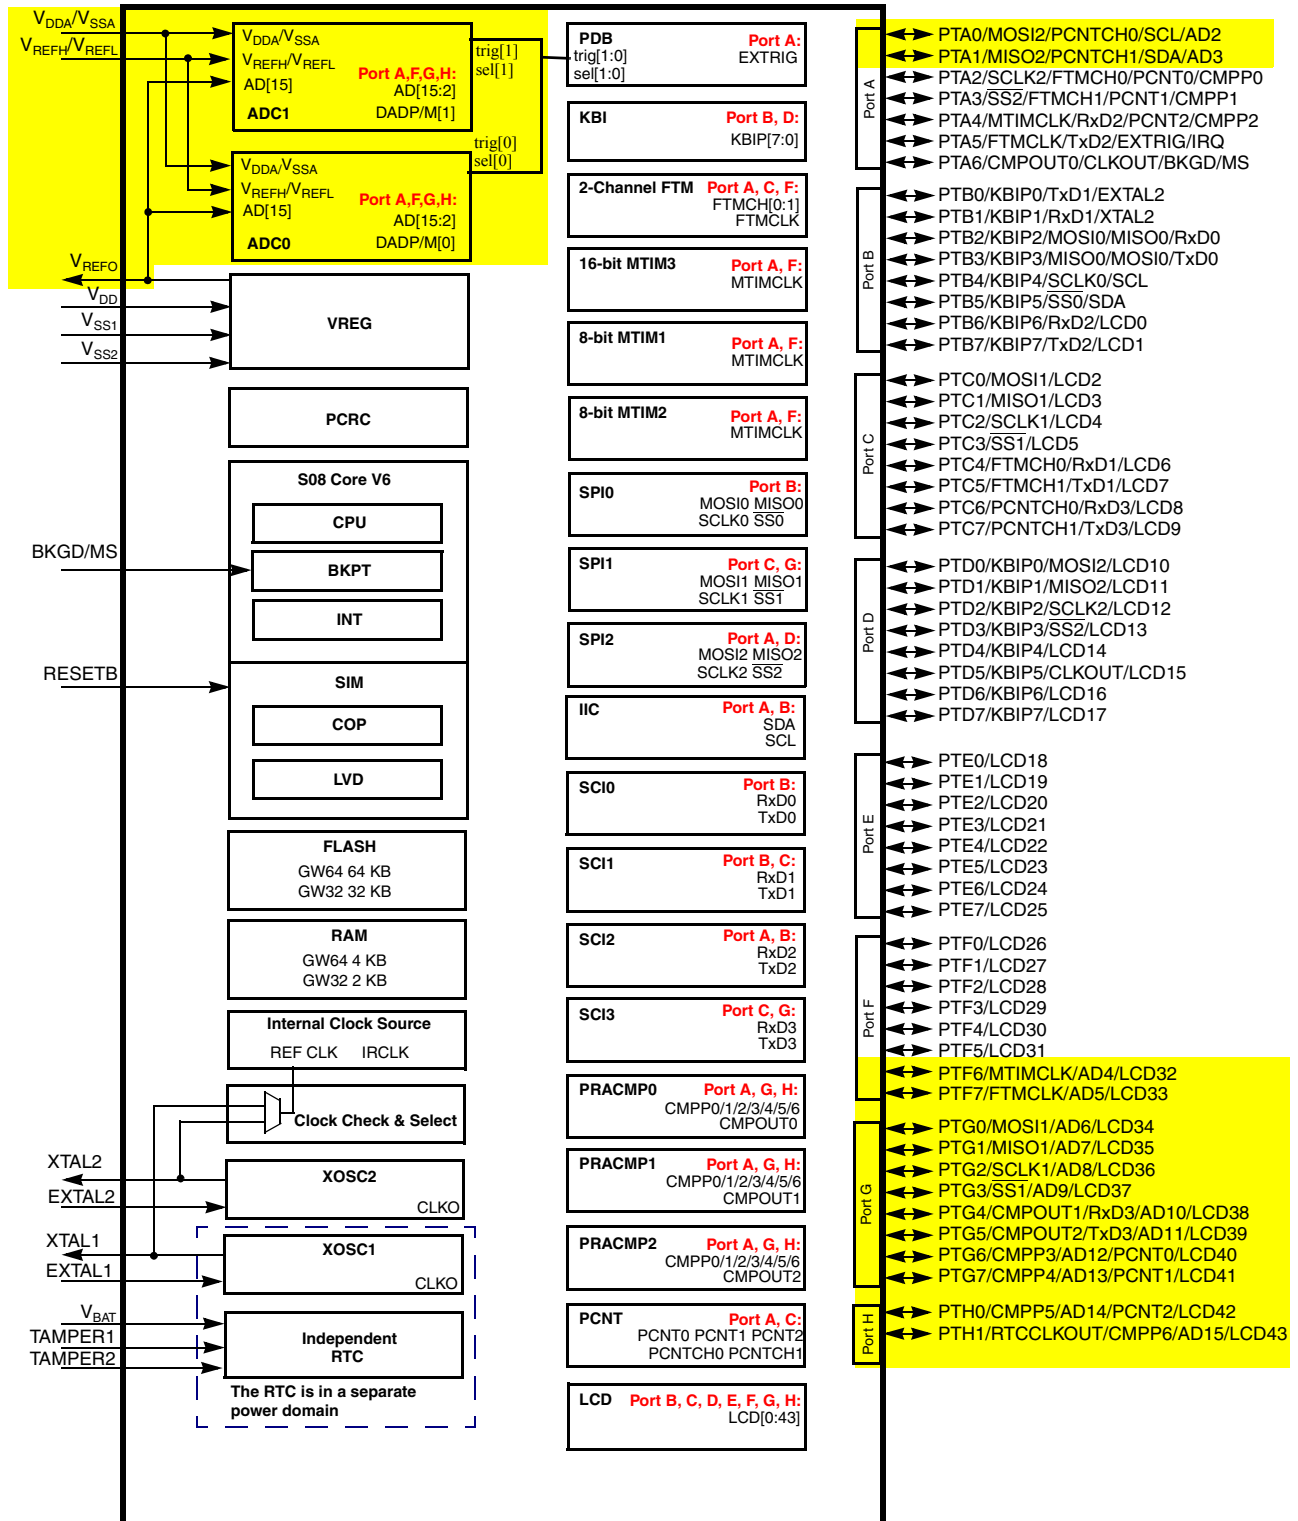 VDDA/VSSA
VREFH/VREFL
VDDA/VSSA
VREFH/VREFL
AD[15]
Port A,F,G,H:
AD[15:2]
DADP/M[1]
ADC1
trig[1]
sel[1]
trig[0]
sel[0]
VDDA/VSSA
VREFH/VREFL
AD[15]
Port A,F,G,H:
AD[15:2]
DADP/M[0]
ADC0
VREFO
VDD
VSS1
VSS2
VREG
PCRC
S08 Core V6
CPU
BKGD/MS
BKPT
INT
RESETB
SIM
COP
LVD
FLASH
GW64 64 KB
GW32 32 KB
RAM
GW64 4 KB
GW32 2 KB
Internal Clock Source
REF CLK IRCLK
Clock Check & Select
XTAL2
EXTAL2
XOSC2
CLKO
XTAL1
EXTAL1
XOSC1
CLKO
VBAT
TAMPER1
TAMPER2
Independent
RTC
The RTC is in a separate
power domain
PDB Port A:
trig[1:0] EXTRIG
sel[1:0]
KBI Port B, D:
KBIP[7:0]
2-Channel FTM Port A, C, F:
FTMCH[0:1]
FTMCLK
16-bit MTIM3 Port A, F:
MTIMCLK
8-bit MTIM1 Port A, F:
MTIMCLK
8-bit MTIM2 Port A, F:
MTIMCLK
SPI0 Port B:
MOSI0 MISO0
SCLK0 SS0
SPI1 Port C, G:
MOSI1 MISO1
SCLK1 SS1
SPI2 Port A, D:
MOSI2 MISO2
SCLK2 SS2
IIC Port A, B:
SDA
SCL
SCI0 Port B:
RxD0
TxD0
SCI1 Port B, C:
RxD1
TxD1
SCI2 Port A, B:
RxD2
TxD2
SCI3 Port C, G:
RxD3
TxD3
PRACMP0 Port A, G, H:
CMPP0/1/2/3/4/5/6
CMPOUT0
PRACMP1 Port A, G, H:
CMPP0/1/2/3/4/5/6
CMPOUT1
PRACMP2 Port A, G, H:
CMPP0/1/2/3/4/5/6
CMPOUT2
PCNT Port A, C:
PCNT0 PCNT1 PCNT2
PCNTCH0 PCNTCH1
LCD Port B, C, D, E, F, G, H:
LCD[0:43]
Port A
PTA0/MOSI2/PCNTCH0/SCL/AD2
PTA1/MISO2/PCNTCH1/SDA/AD3
PTA2/SCLK2/FTMCH0/PCNT0/CMPP0
PTA3/SS2/FTMCH1/PCNT1/CMPP1
PTA4/MTIMCLK/RxD2/PCNT2/CMPP2
PTA5/FTMCLK/TxD2/EXTRIG/IRQ
PTA6/CMPOUT0/CLKOUT/BKGD/MS
Port B
PTB0/KBIP0/TxD1/EXTAL2
PTB1/KBIP1/RxD1/XTAL2
PTB2/KBIP2/MOSI0/MISO0/RxD0
PTB3/KBIP3/MISO0/MOSI0/TxD0
PTB4/KBIP4/SCLK0/SCL
PTB5/KBIP5/SS0/SDA
PTB6/KBIP6/RxD2/LCD0
PTB7/KBIP7/TxD2/LCD1
Port C
PTC0/MOSI1/LCD2
PTC1/MISO1/LCD3
PTC2/SCLK1/LCD4
PTC3/SS1/LCD5
PTC4/FTMCH0/RxD1/LCD6
PTC5/FTMCH1/TxD1/LCD7
PTC6/PCNTCH0/RxD3/LCD8
PTC7/PCNTCH1/TxD3/LCD9
Port D
PTD0/KBIP0/MOSI2/LCD10
PTD1/KBIP1/MISO2/LCD11
PTD2/KBIP2/SCLK2/LCD12
PTD3/KBIP3/SS2/LCD13
PTD4/KBIP4/LCD14
PTD5/KBIP5/CLKOUT/LCD15
PTD6/KBIP6/LCD16
PTD7/KBIP7/LCD17
Port E
PTE0/LCD18
PTE1/LCD19
PTE2/LCD20
PTE3/LCD21
PTE4/LCD22
PTE5/LCD23
PTE6/LCD24
PTE7/LCD25
Port F
PTF0/LCD26
PTF1/LCD27
PTF2/LCD28
PTF3/LCD29
PTF4/LCD30
PTF5/LCD31
PTF6/MTIMCLK/AD4/LCD32
PTF7/FTMCLK/AD5/LCD33
Port G
PTG0/MOSI1/AD6/LCD34
PTG1/MISO1/AD7/LCD35
PTG2/SCLK1/AD8/LCD36
PTG3/SS1/AD9/LCD37
PTG4/CMPOUT1/RxD3/AD10/LCD38
PTG5/CMPOUT2/TxD3/AD11/LCD39
PTG6/CMPP3/AD12/PCNT0/LCD40
PTG7/CMPP4/AD13/PCNT1/LCD41
Port H
PTH0/CMPP5/AD14/PCNT2/LCD42
PTH1/RTCCLKOUT/CMPP6/AD15/LCD43